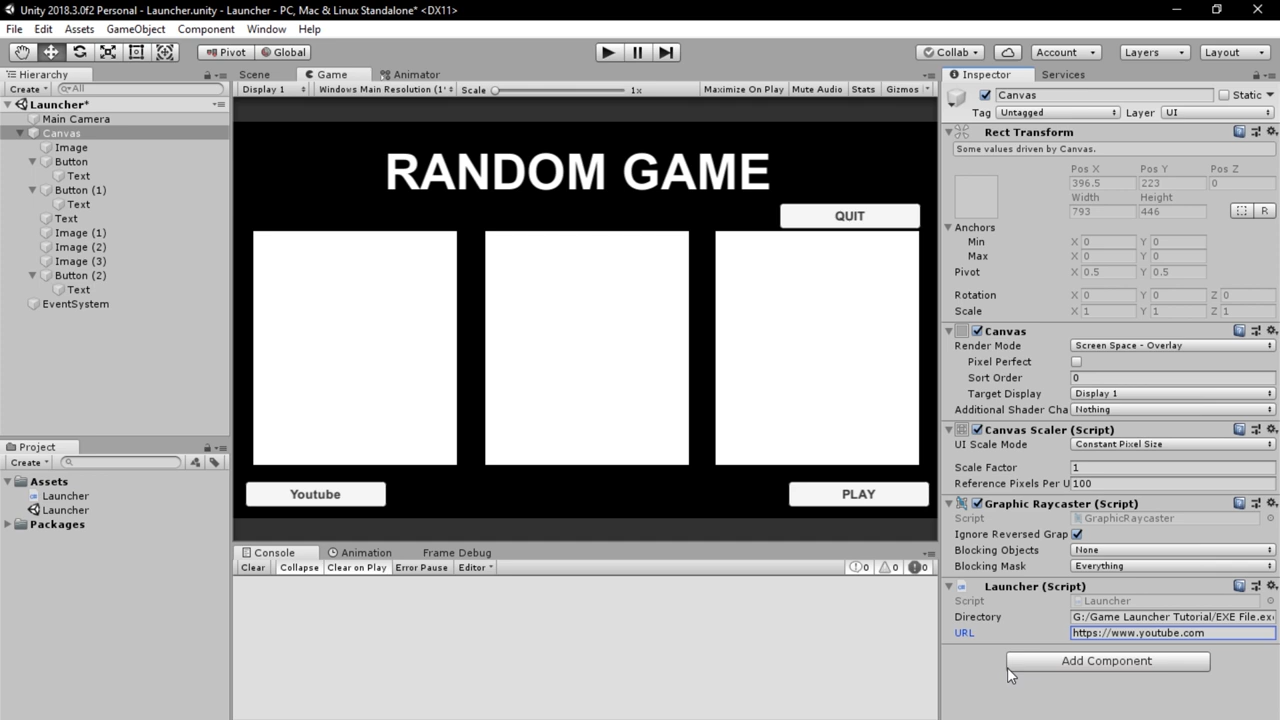 Unity 2018.3.0f2 Personal - Launcher.unity - Launcher - PC, Mac & Linux Standalone* <DX11>
File Edit Assets GameObject Component Window Help
Pivot Global Collab Account Layers Layout
Hierarchy
Create All
Launcher*
Main Camera
Canvas
Image
Button
Text
Button (1)
Text
Text
Image (1)
Image (2)
Image (3)
Button (2)
Text
EventSystem
Project
Create
Assets
Launcher
Launcher
Packages
Scene Game Animator
Display 1 Windows Main Resolution (1' Scale 1x Maximize On Play Mute Audio Stats Gizmos
RANDOM GAME
QUIT
Youtube
PLAY
Console Animation Frame Debug
Clear Collapse Clear on Play Error Pause Editor 0 0 0
Inspector Services
Canvas Static
Tag Untagged Layer UI
Rect Transform
Some values driven by Canvas.
Pos X Pos Y Pos Z
396.5 223 0
Width Height
793 446
R
Anchors
Min X 0 Y 0
Max X 0 Y 0
Pivot X 0.5 Y 0.5
Rotation X 0 Y 0 Z 0
Scale X 1 Y 1 Z 1
Canvas
Render Mode Screen Space - Overlay
Pixel Perfect
Sort Order 0
Target Display Display 1
Additional Shader Cha Nothing
Canvas Scaler (Script)
UI Scale Mode Constant Pixel Size
Scale Factor 1
Reference Pixels Per U 100
Graphic Raycaster (Script)
Script GraphicRaycaster
Ignore Reversed Grap
Blocking Objects None
Blocking Mask Everything
Launcher (Script)
Script Launcher
Directory G:/Game Launcher Tutorial/EXE File.exe
URL https://www.youtube.com
Add Component